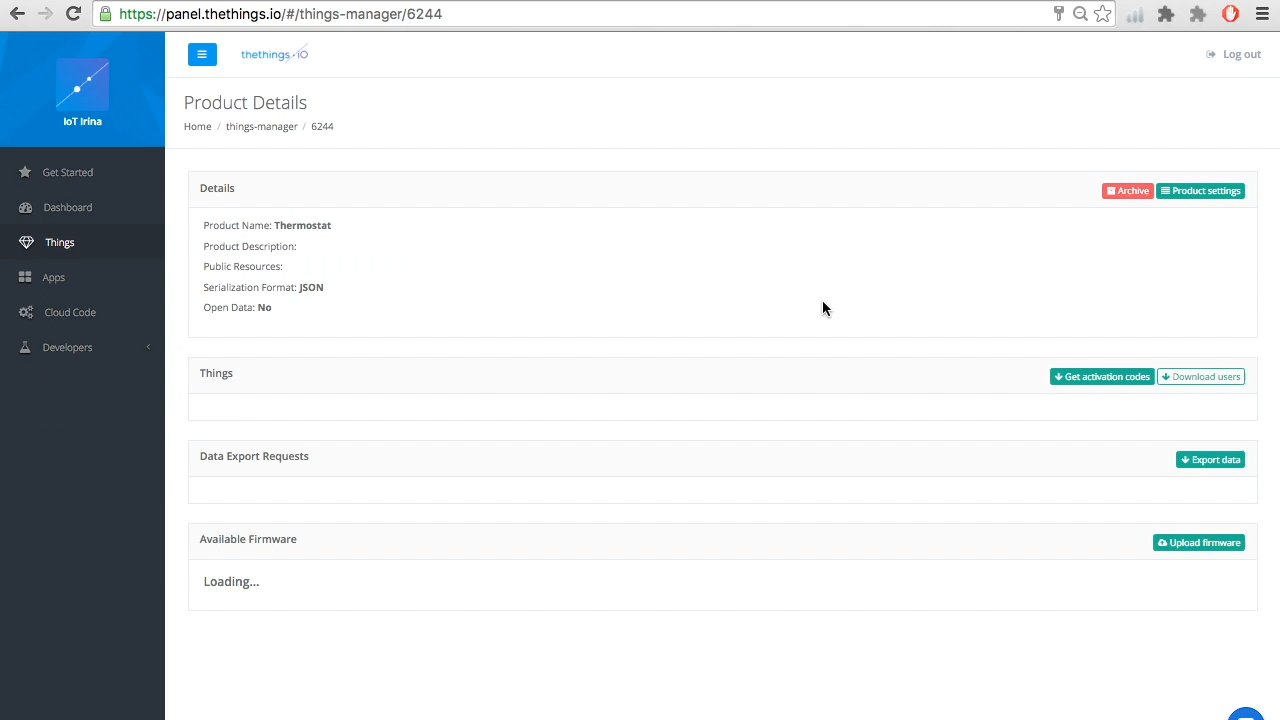 https://panel.thethings.io/#/things-manager/6244
IoT Irina
thethings.iO
Log out
Get Started
Dashboard
Things
Apps
Cloud Code
Developers
Product Details
Home / things-manager / 6244
Details
Archive
Product settings
Product Name: Thermostat
Product Description:
Public Resources:
Serialization Format: JSON
Open Data: No
Things
Get activation codes
Download users
Data Export Requests
Export data
Available Firmware
Upload firmware
Loading...